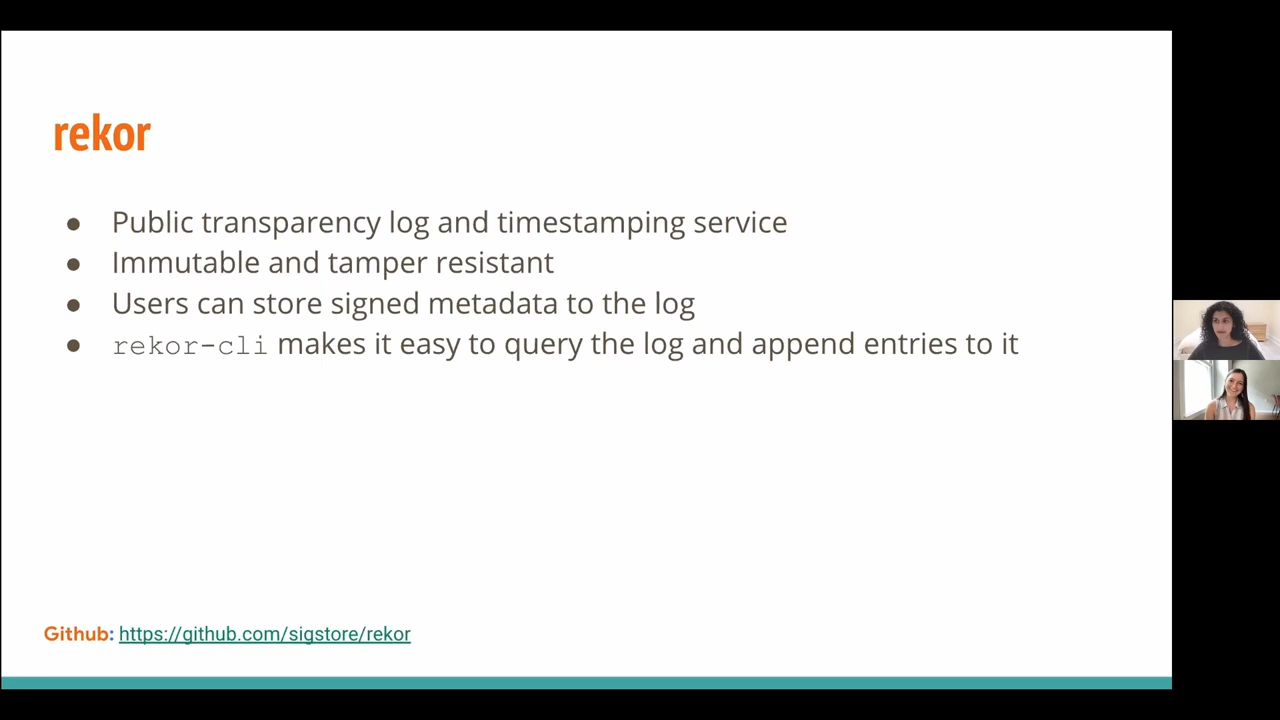 rekor
● Public transparency log and timestamping service
● Immutable and tamper resistant
● Users can store signed metadata to the log
● rekor-cli makes it easy to query the log and append entries to it
Github: https://github.com/sigstore/rekor